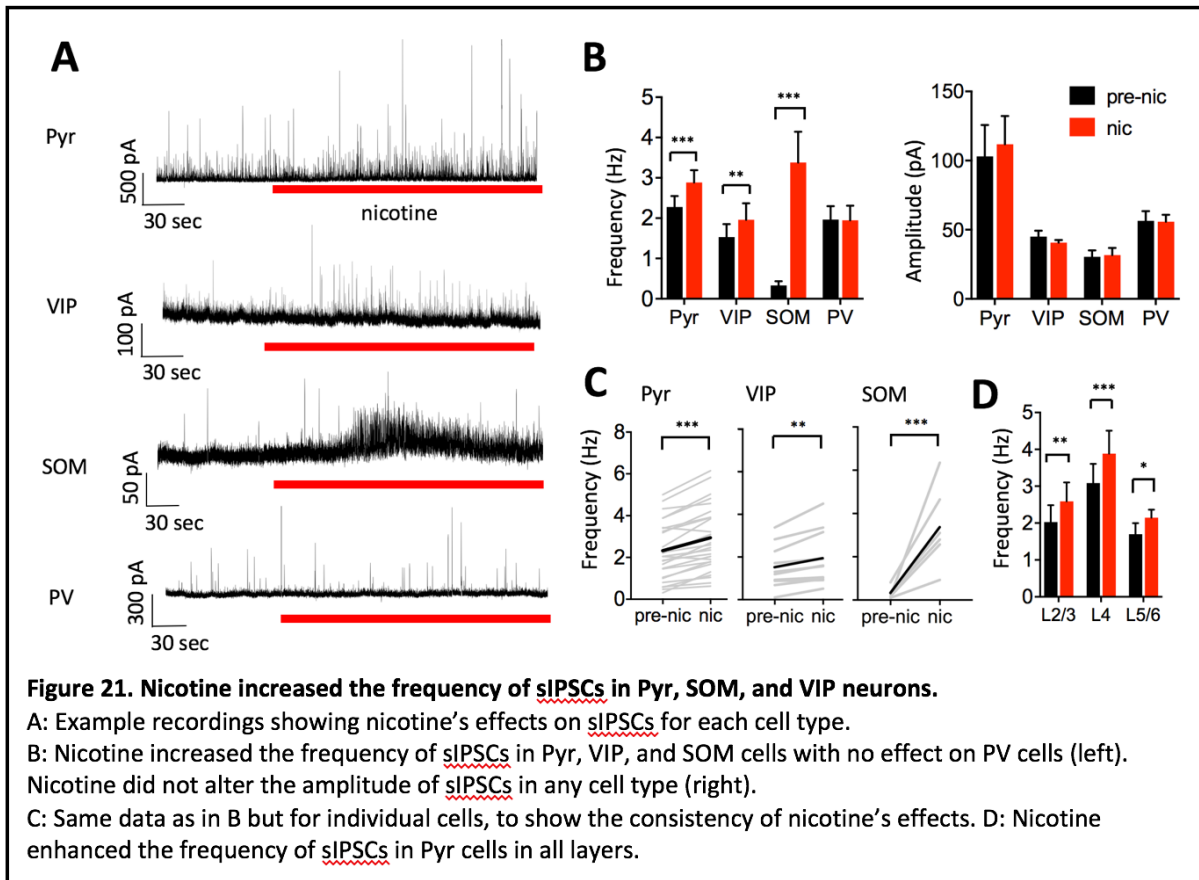 A
Pyr
500 pA
30 sec
nicotine
VIP
100 pA
30 sec
SOM
50 pA
30 sec
PV
300 pA
30 sec
B
Frequency (Hz)
5
4
3
2
1
0
***
**
***
Pyr VIP SOM PV
Amplitude (pA)
150
100
50
0
pre-nic
nic
Pyr VIP SOM PV
C
Pyr VIP SOM
Frequency (Hz)
8
6
4
2
0
***
**
***
pre-nic nic pre-nic nic pre-nic nic
D
Frequency (Hz)
5
4
3
2
1
0
**
***
*
L2/3 L4 L5/6
Figure 21. Nicotine increased the frequency of sIPSCs in Pyr, SOM, and VIP neurons.
A: Example recordings showing nicotine’s effects on sIPSCs for each cell type.
B: Nicotine increased the frequency of sIPSCs in Pyr, VIP, and SOM cells with no effect on PV cells (left).
Nicotine did not alter the amplitude of sIPSCs in any cell type (right).
C: Same data as in B but for individual cells, to show the consistency of nicotine’s effects. D: Nicotine
enhanced the frequency of sIPSCs in Pyr cells in all layers.